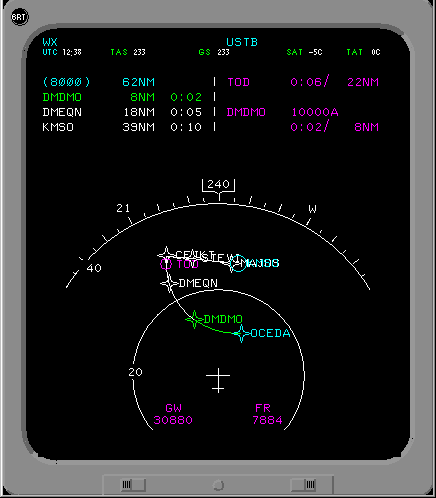 BRT
WX USTB
UTC 12:38 TAS 233 GS 233 SAT -5C TAT 0C
(8000) 62NM | TOD 0:06/ 22NM
DMDMO 8NM 0:02 |
DMEQN 18NM 0:05 | DMDMO 10000A
KMSO 39NM 0:10 | 0:02/ 8NM
240
21 W
40
TOD
DMEQN
DMDMO
OCEDA
20
GW FR
30880 7884